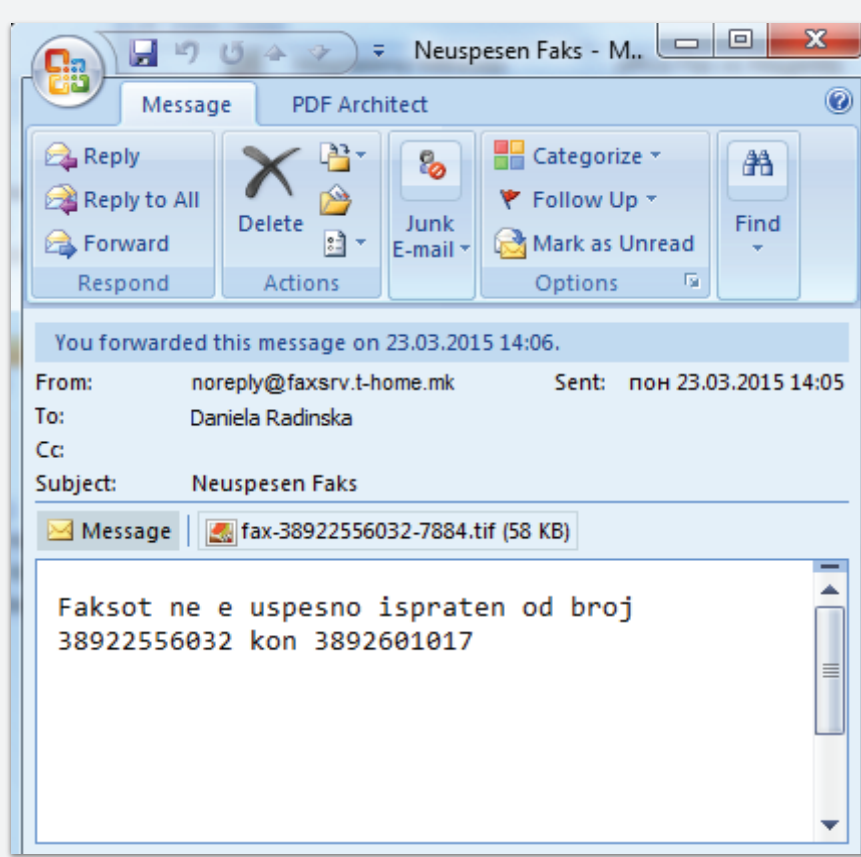 Neuspesen Faks - M..
Message PDF Architect
Reply
Reply to All
Forward
Respond
Delete
Actions
Junk
E-mail
Categorize
Follow Up
Mark as Unread
Options
Find
You forwarded this message on 23.03.2015 14:06.
From: noreply@faxsrv.t-home.mk Sent: пон 23.03.2015 14:05
To: Daniela Radinska
Cc:
Subject: Neuspesen Faks
Message fax-38922556032-7884.tif (58 KB)
Faksot ne e uspesno ispraten od broj
38922556032 kon 3892601017